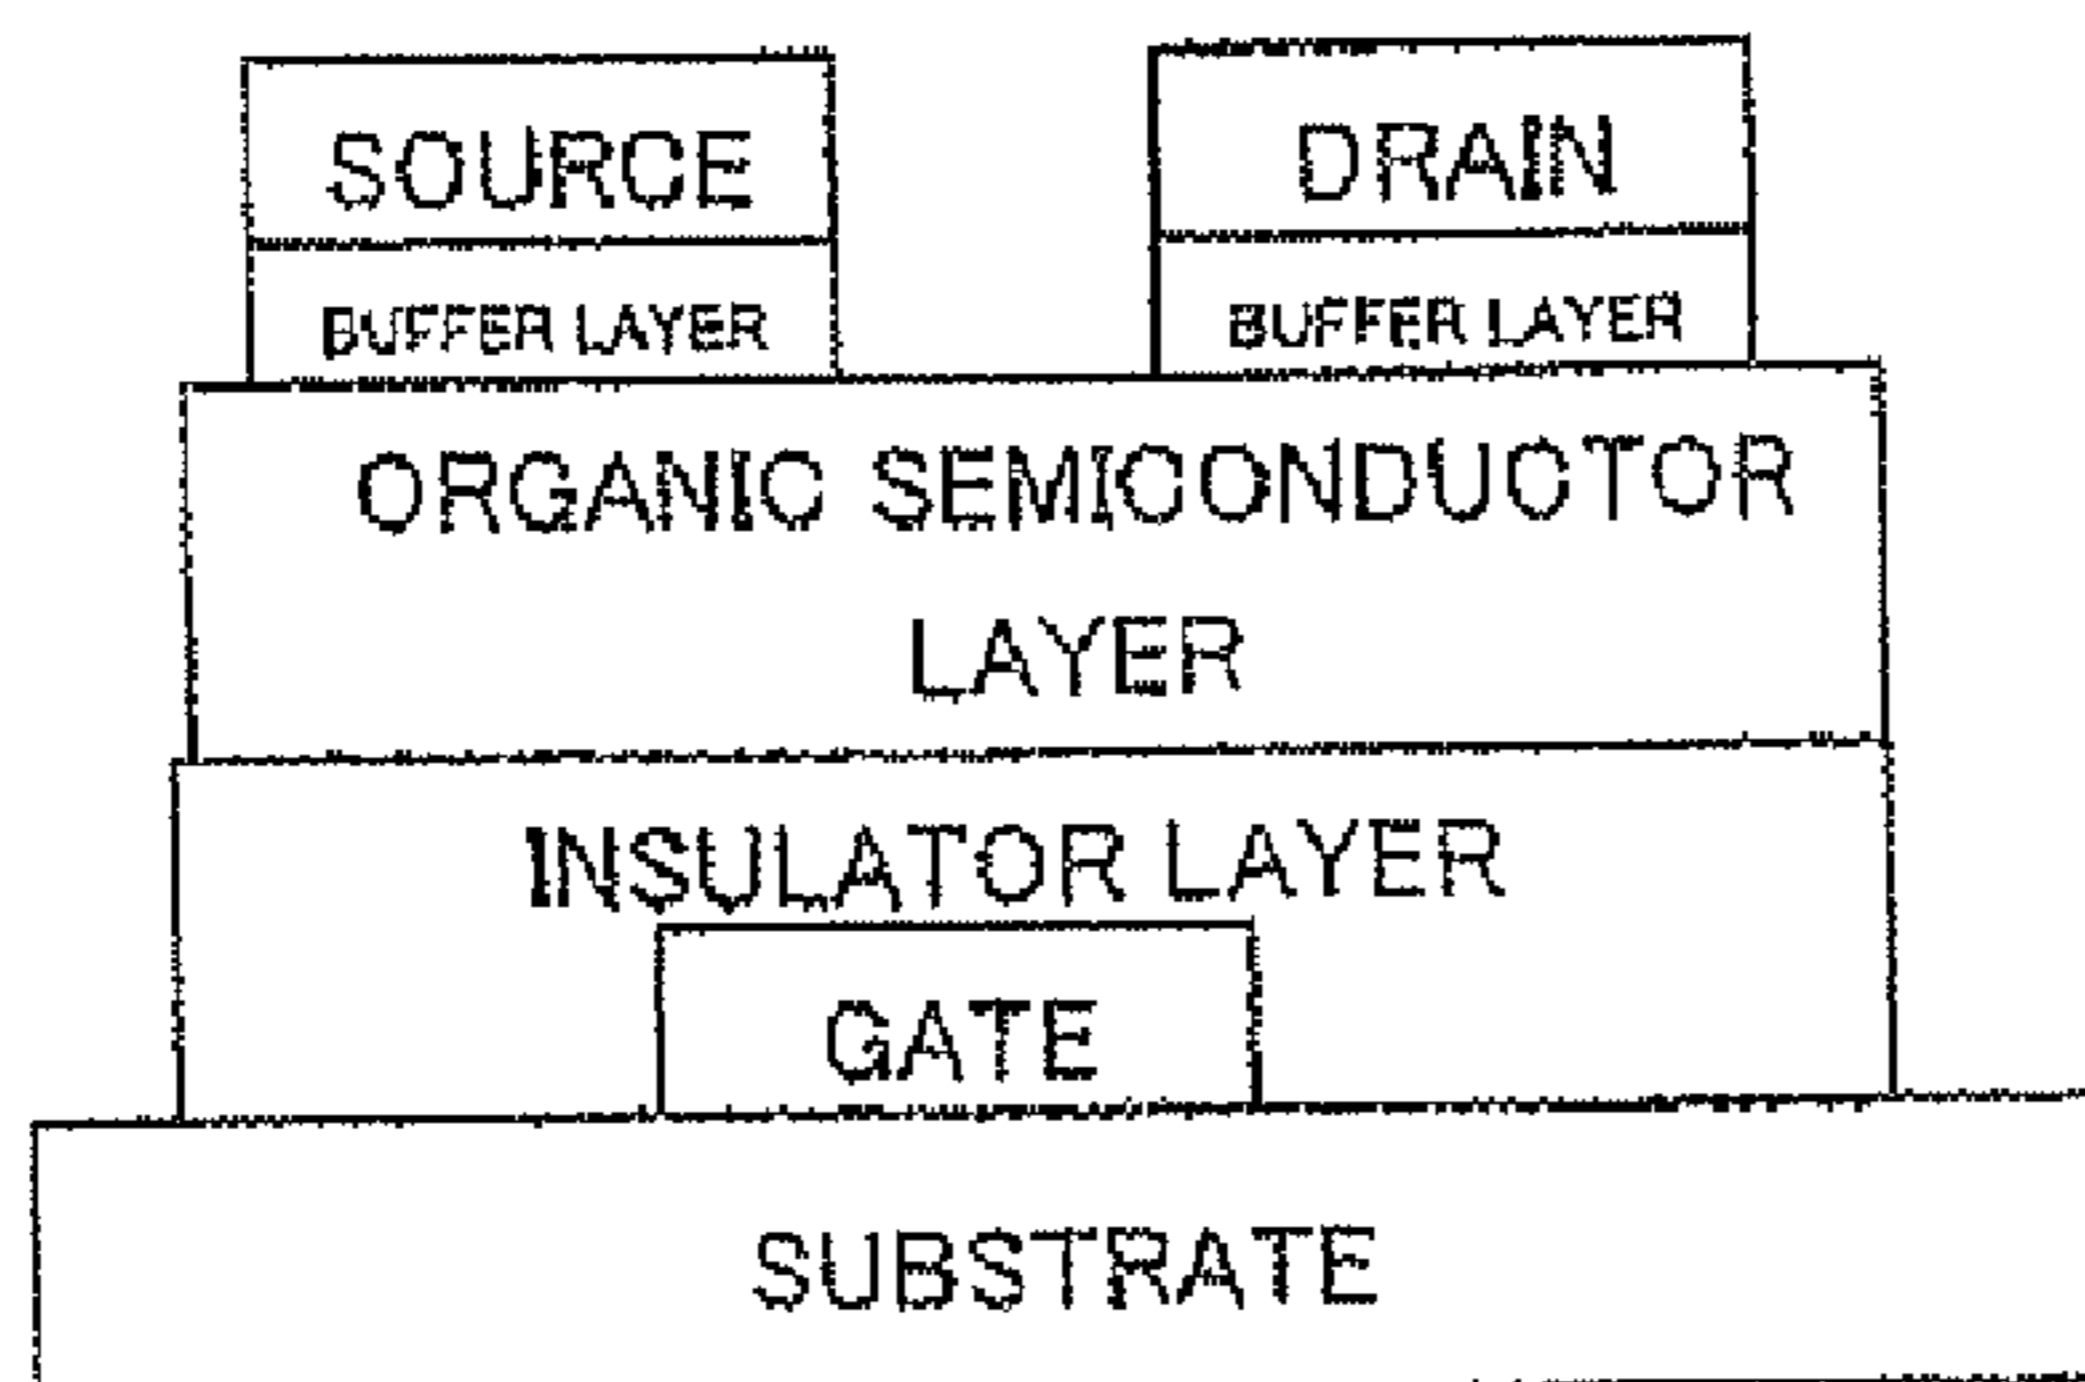 SOURCE
DRAIN
BUFFER LAYER
BUFFER LAYER
ORGANIC SEMICONDUCTOR
LAYER
INSULATOR LAYER
GATE
SUBSTRATE